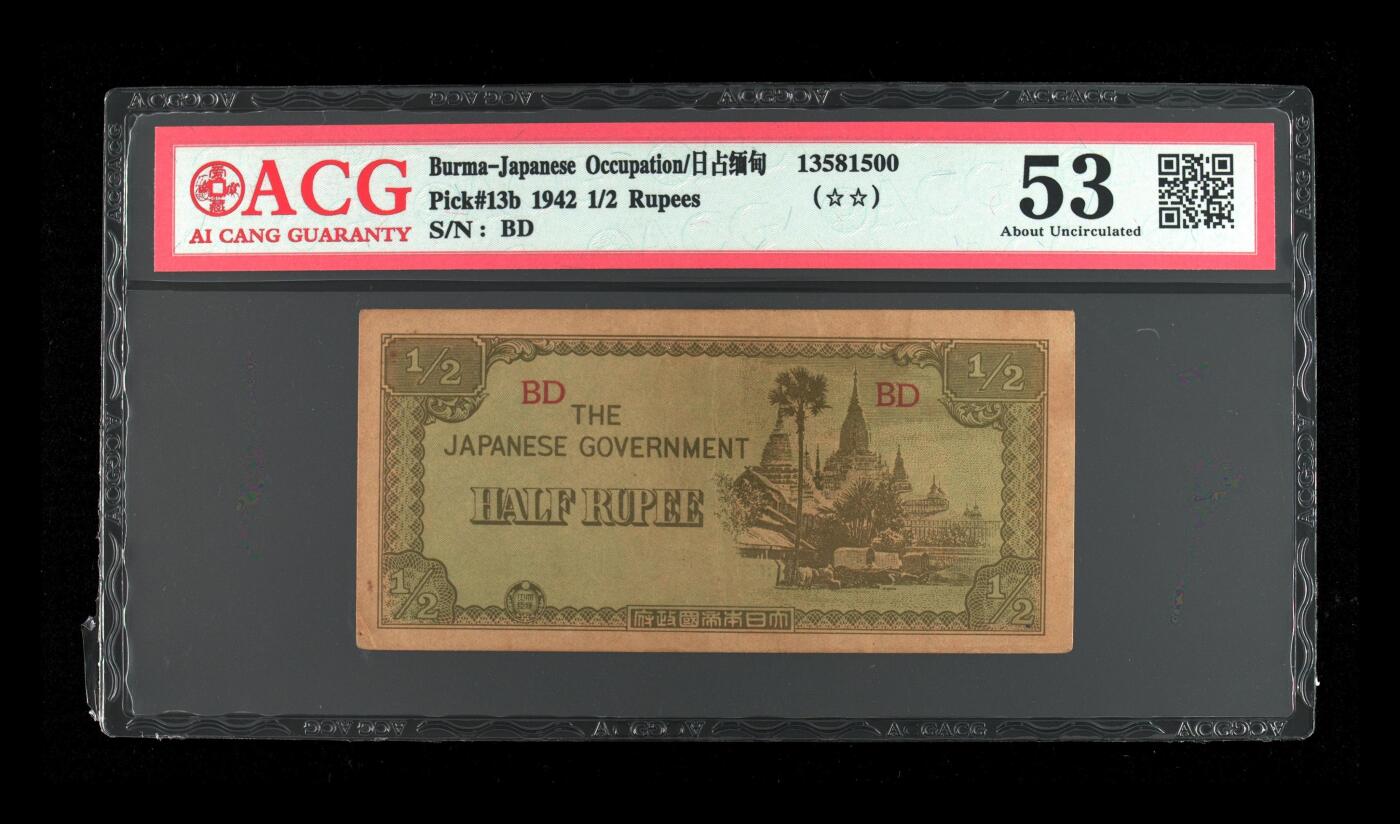 ACG
AI CANG GUARANTY
Burma-Japanese Occupation/日占缅甸 13581500
Pick#13b 1942 1/2 Rupees (☆☆)
S/N: BD
53
About Uncirculated
1/2 1/2
BD BD
THE
JAPANESE GOVERNMENT
HALF RUPEE
1/2 1/2
府政國帝本日大